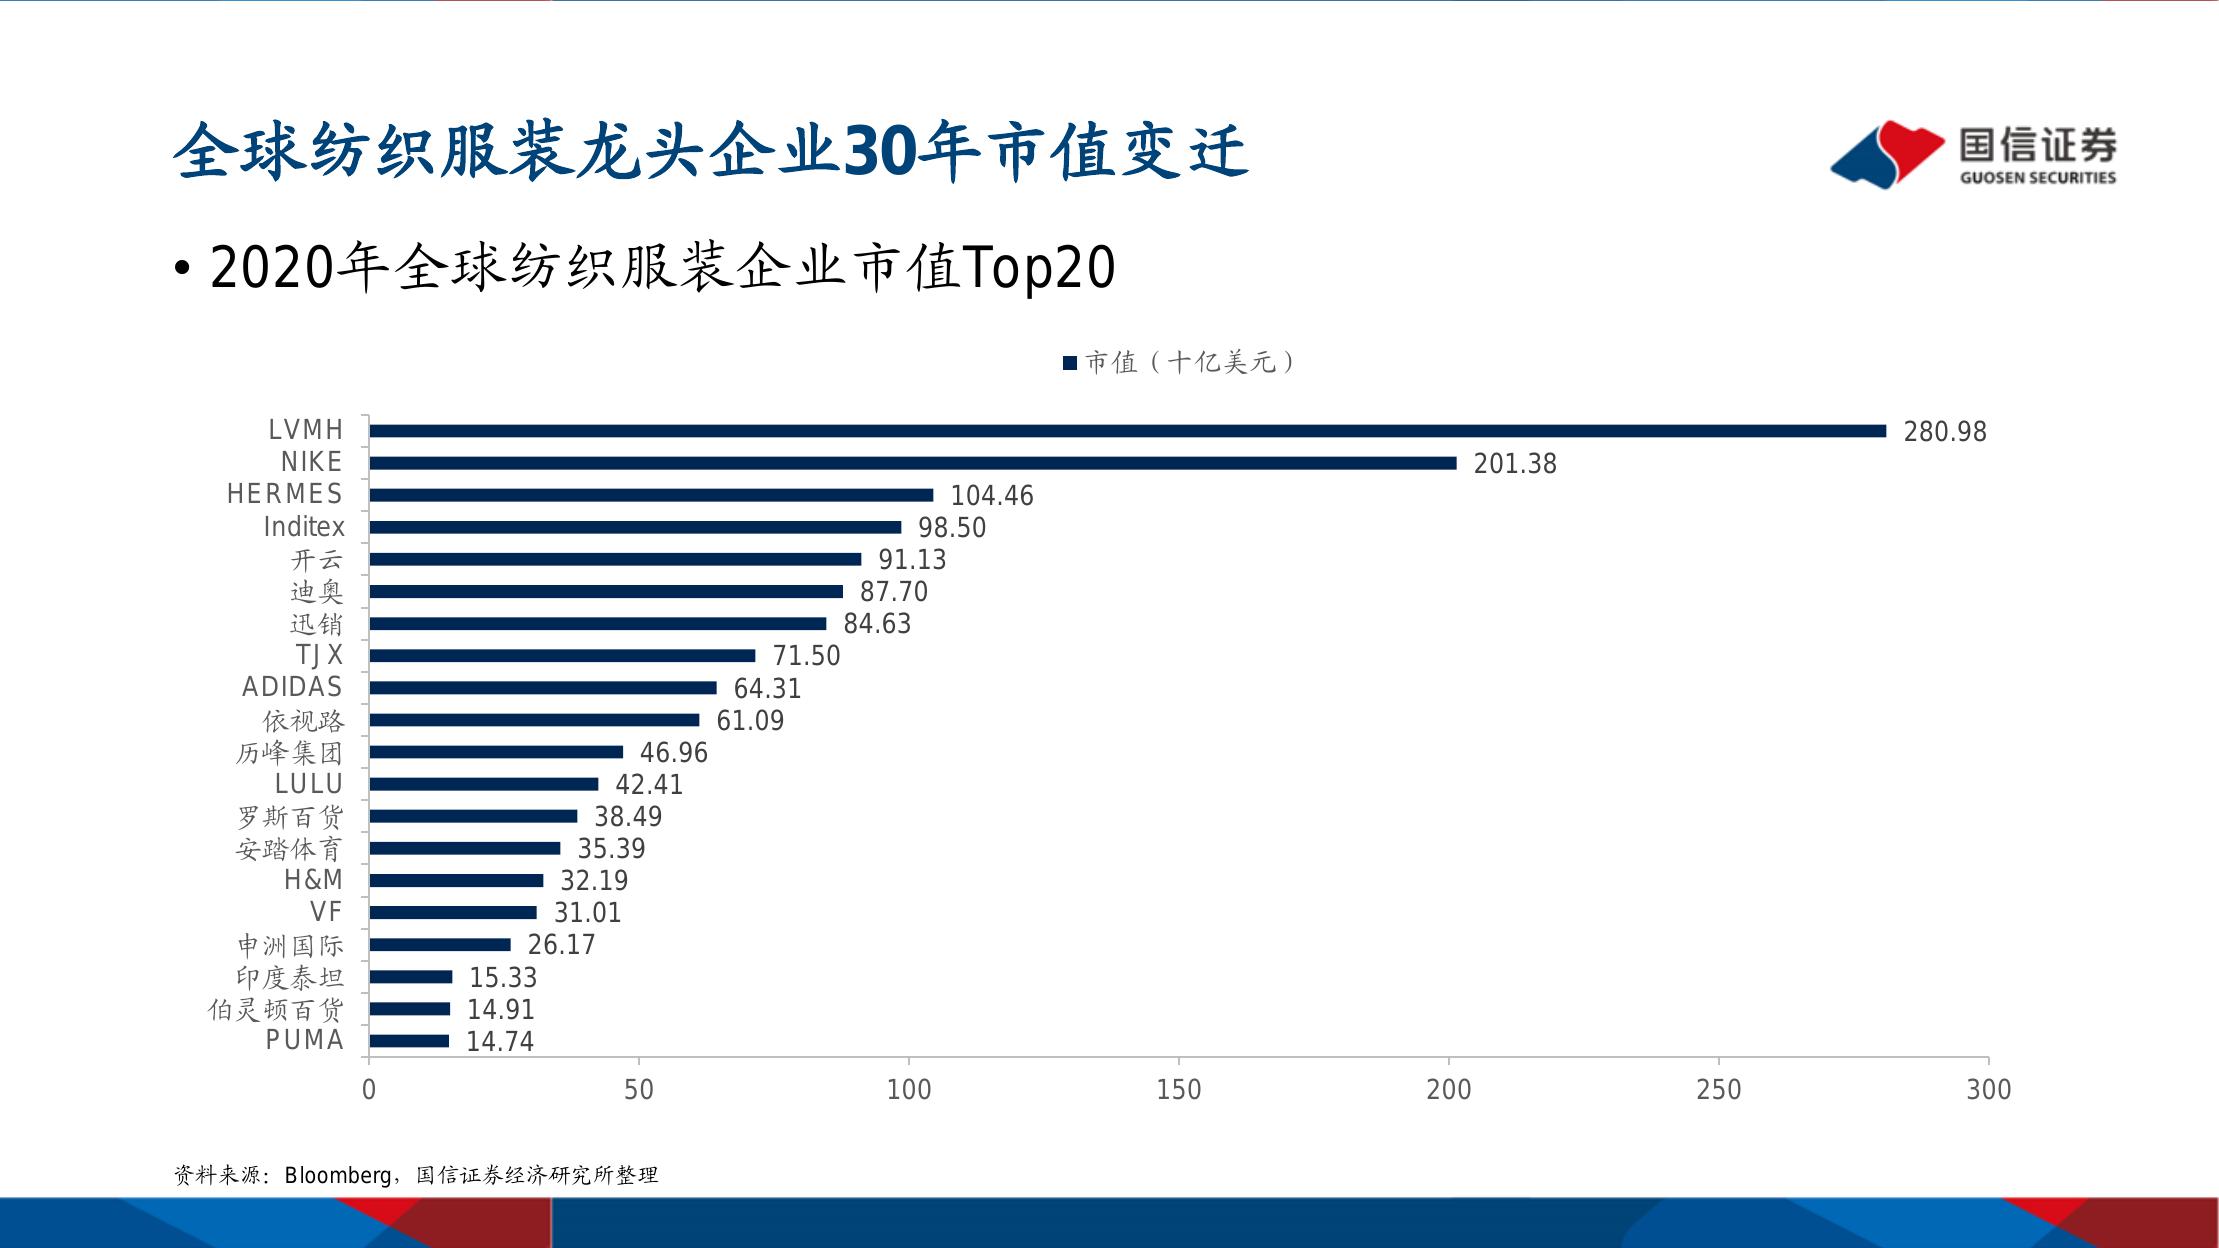 全球纺织服装龙头企业30年市值变迁
国信证券
GUOSEN SECURITIES
• 2020年全球纺织服装企业市值Top20
市值（十亿美元）
LVMH 280.98
NIKE 201.38
HERMES 104.46
Inditex 98.50
开云 91.13
迪奥 87.70
迅销 84.63
TJX 71.50
ADIDAS 64.31
依视路 61.09
历峰集团 46.96
LULU 42.41
罗斯百货 38.49
安踏体育 35.39
H&M 32.19
VF 31.01
申洲国际 26.17
印度泰坦 15.33
伯灵顿百货 14.91
PUMA 14.74
0 50 100 150 200 250 300
资料来源：Bloomberg，国信证券经济研究所整理